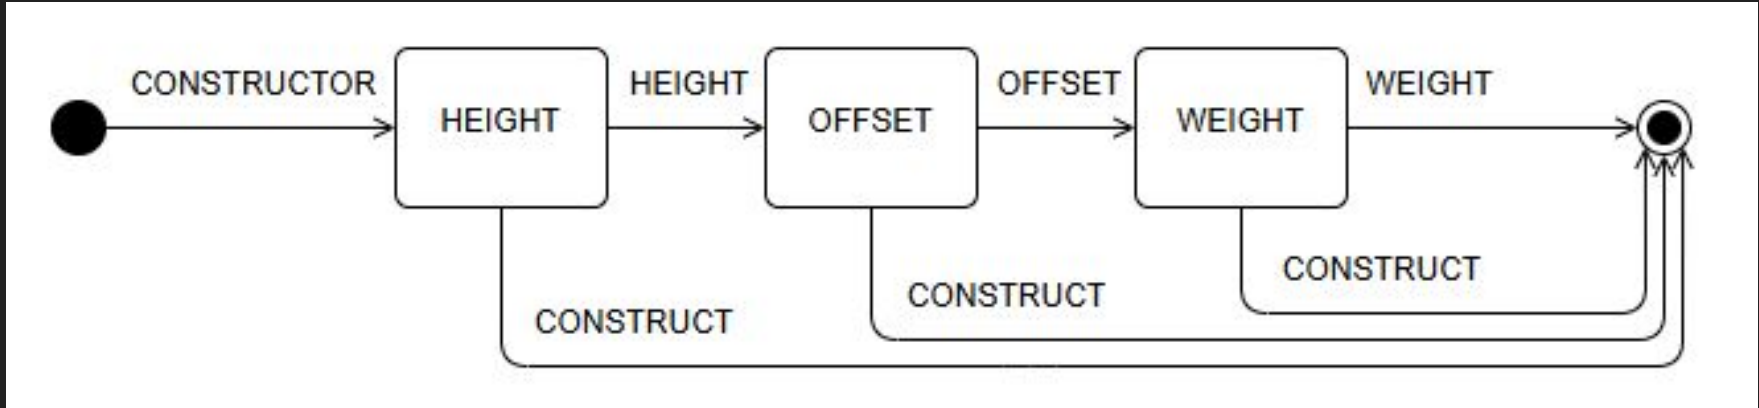 CONSTRUCTOR
HEIGHT
HEIGHT
OFFSET
OFFSET
WEIGHT
WEIGHT
CONSTRUCT
CONSTRUCT
CONSTRUCT